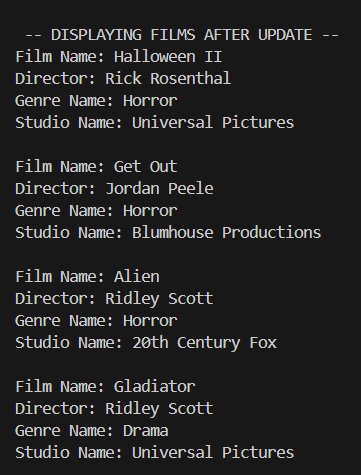 -- DISPLAYING FILMS AFTER UPDATE --
Film Name: Halloween II
Director: Rick Rosenthal
Genre Name: Horror
Studio Name: Universal Pictures

Film Name: Get Out
Director: Jordan Peele
Genre Name: Horror
Studio Name: Blumhouse Productions

Film Name: Alien
Director: Ridley Scott
Genre Name: Horror
Studio Name: 20th Century Fox

Film Name: Gladiator
Director: Ridley Scott
Genre Name: Drama
Studio Name: Universal Pictures